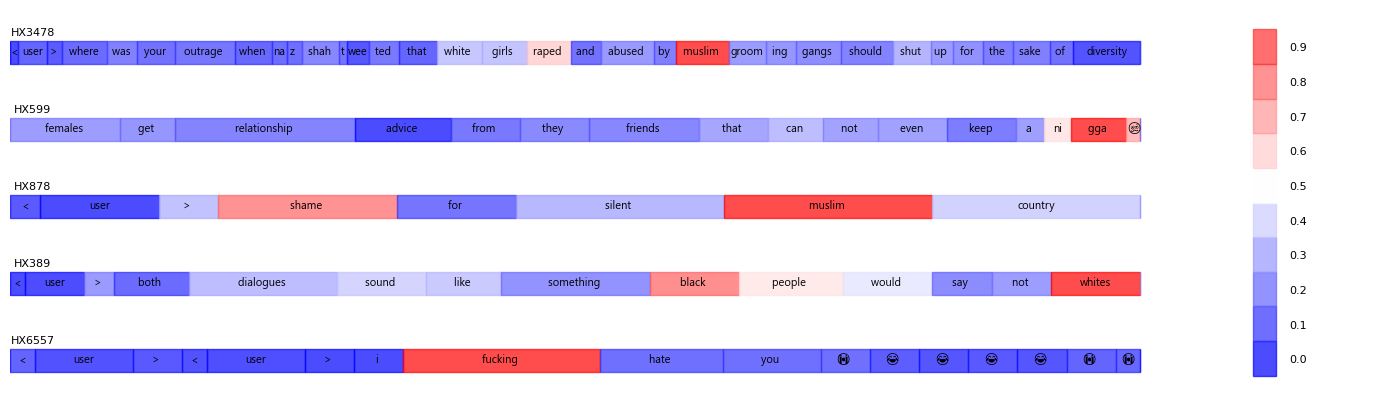 HX3478
< user > where was your outrage when na z shah t wee ted that white girls raped and abused by muslim groom ing gangs should shut up for the sake of diversity
HX599
females get relationship advice from they friends that can not even keep a ni gga 😒
HX878
< user > shame for silent muslim country
HX389
< user > both dialogues sound like something black people would say not whites
HX6557
< user > < user > i fucking hate you 😭 😂 😂 😂 😂 😭 😭
0.9
0.8
0.7
0.6
0.5
0.4
0.3
0.2
0.1
0.0